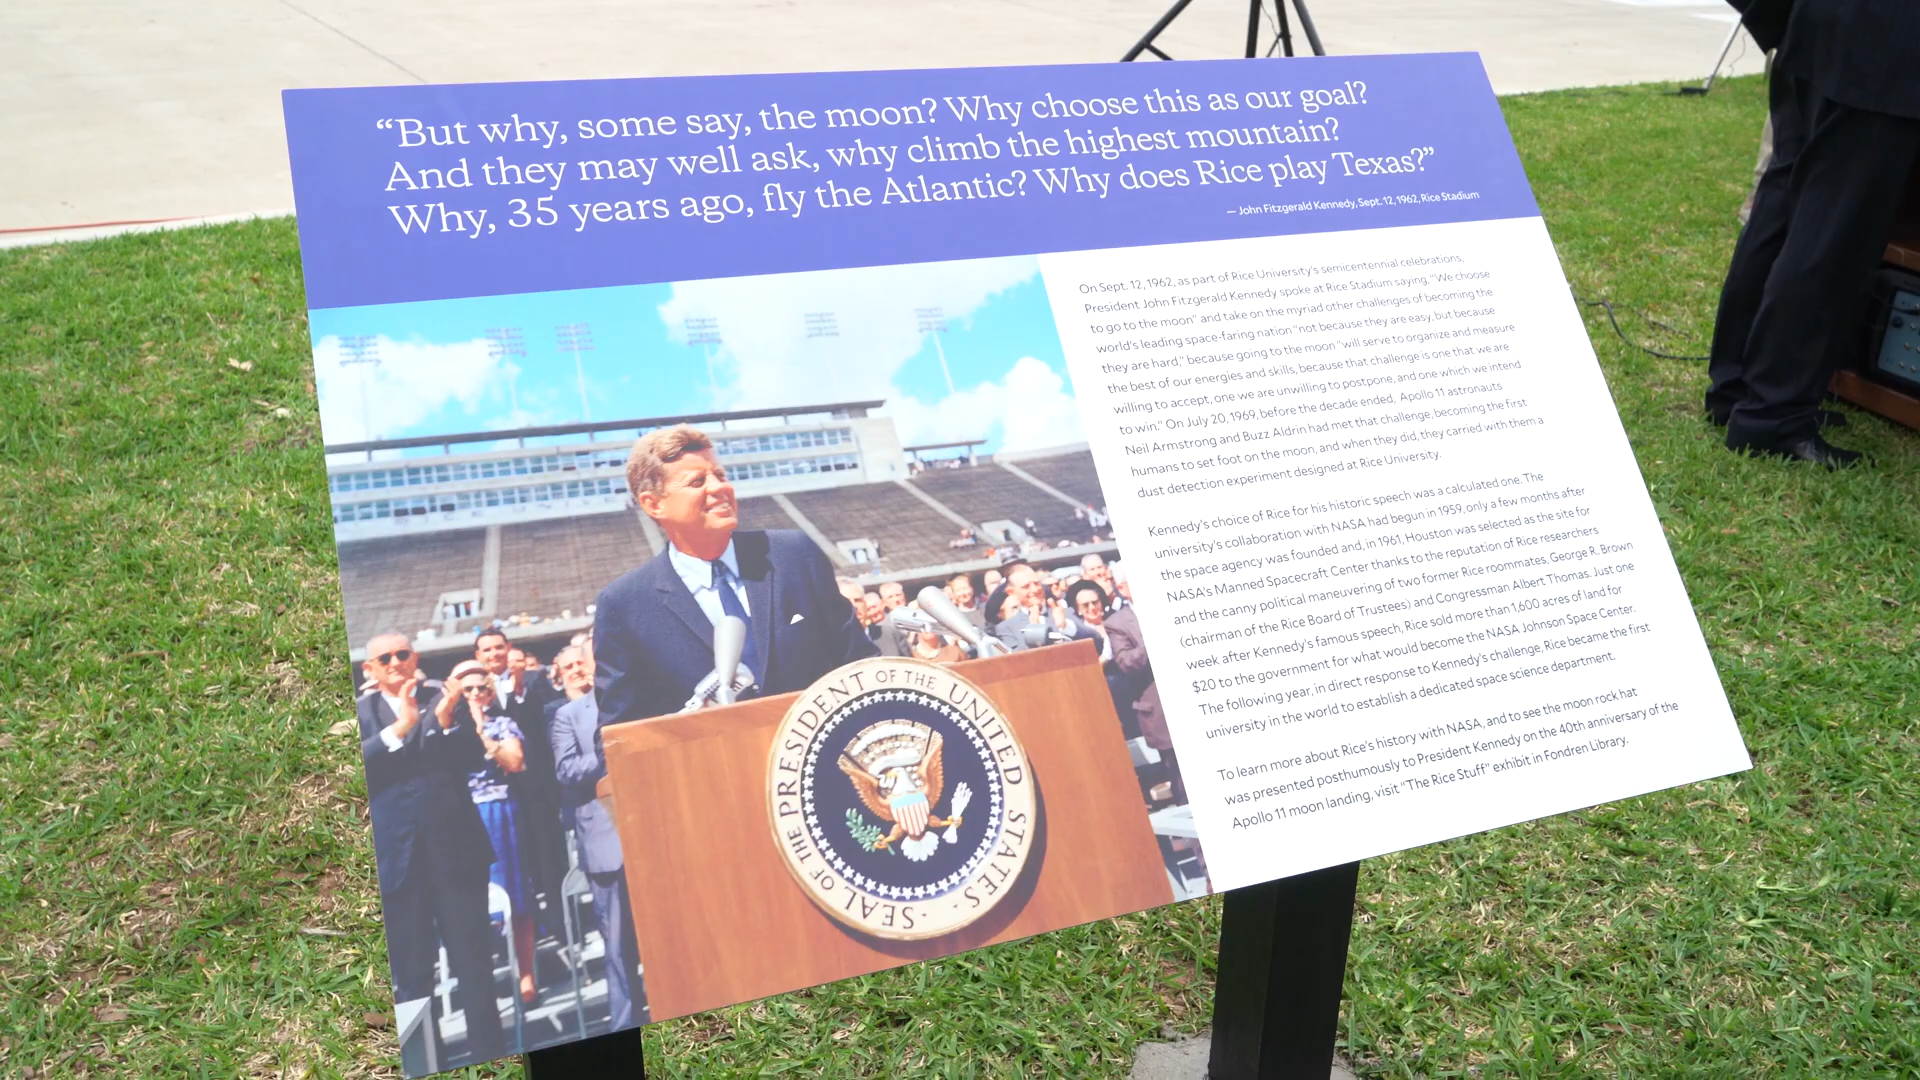 “But why, some say, the moon? Why choose this as our goal?
And they may well ask, why climb the highest mountain?
Why, 35 years ago, fly the Atlantic? Why does Rice play Texas?”
— John Fitzgerald Kennedy, Sept. 12, 1962, Rice Stadium
On Sept. 12, 1962, as part of Rice University's semicentennial celebrations,
President John Fitzgerald Kennedy spoke at Rice Stadium saying, “We choose
to go to the moon” and take on the myriad other challenges of becoming the
world's leading space-faring nation “not because they are easy, but because
they are hard,” because going to the moon “will serve to organize and measure
the best of our energies and skills, because that challenge is one that we are
willing to accept, one we are unwilling to postpone, and one which we intend
to win.” On July 20, 1969, before the decade ended, Apollo 11 astronauts
Neil Armstrong and Buzz Aldrin had met that challenge, becoming the first
humans to set foot on the moon, and when they did, they carried with them a
dust detection experiment designed at Rice University.
Kennedy's choice of Rice for his historic speech was a calculated one. The
university's collaboration with NASA had begun in 1959, only a few months after
the space agency was founded and, in 1961, Houston was selected as the site for
NASA's Manned Spacecraft Center thanks to the reputation of Rice researchers
and the canny political maneuvering of two former Rice roommates, George R. Brown
(chairman of the Rice Board of Trustees) and Congressman Albert Thomas. Just one
week after Kennedy's famous speech, Rice sold more than 1,600 acres of land for
$20 to the government for what would become the NASA Johnson Space Center.
The following year, in direct response to Kennedy's challenge, Rice became the first
university in the world to establish a dedicated space science department.
To learn more about Rice's history with NASA, and to see the moon rock hat
was presented posthumously to President Kennedy on the 40th anniversary of the
Apollo 11 moon landing, visit “The Rice Stuff” exhibit in Fondren Library.
SEAL OF THE PRESIDENT OF THE UNITED STATES